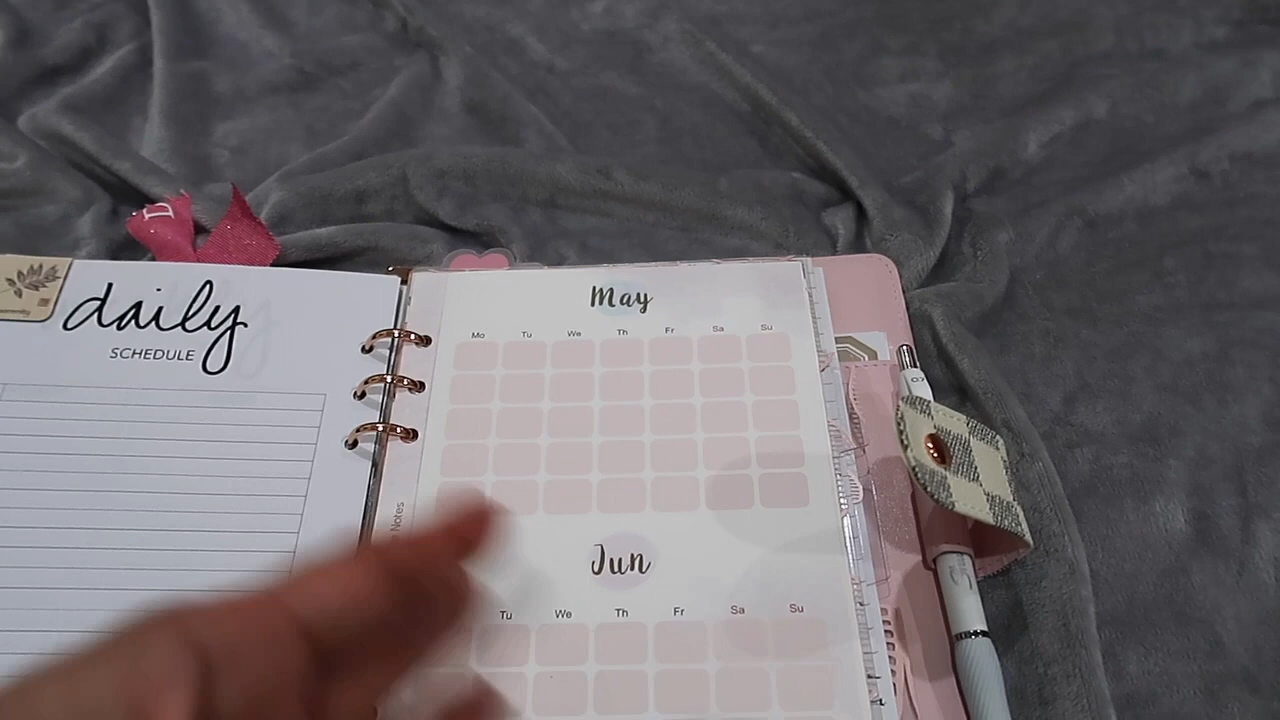 D
daily
SCHEDULE
May
Mo Tu We Th Fr Sa Su
Notes
Jun
Tu We Th Fr Sa Su